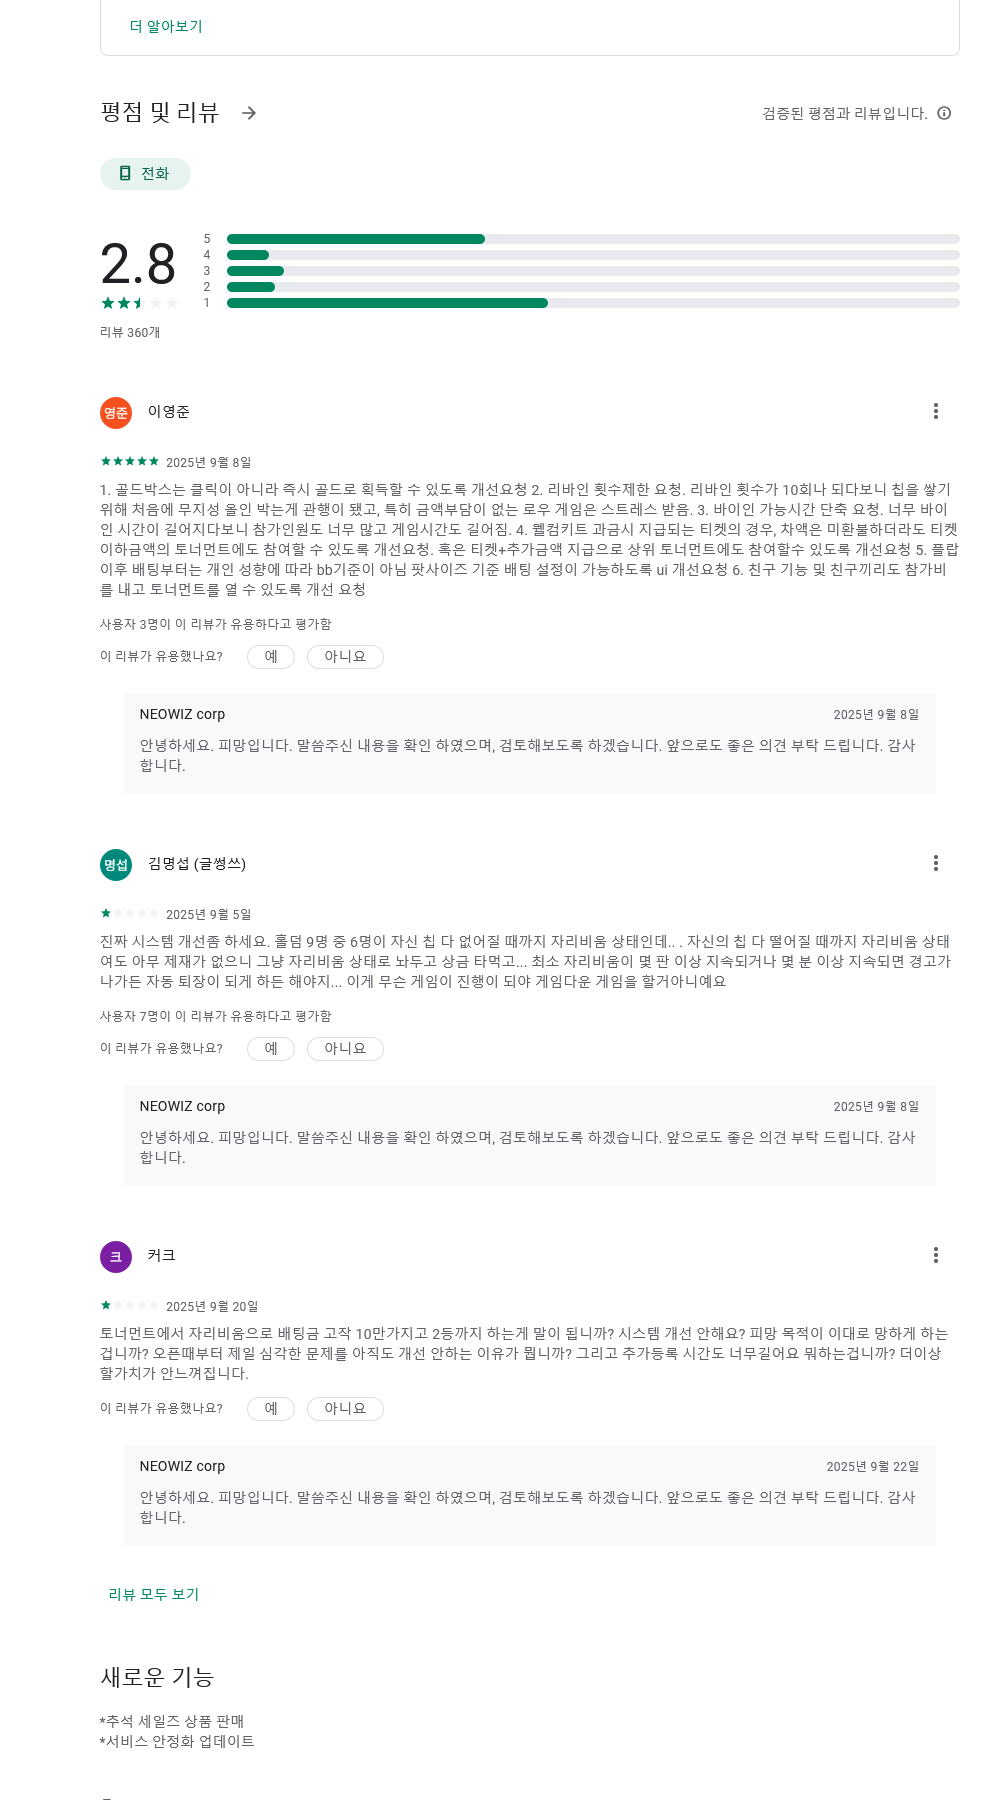 더 알아보기
평점 및 리뷰
검증된 평점과 리뷰입니다.
전화
2.8
5
4
3
2
1
리뷰 360개
영준 이영준
2025년 9월 8일
1. 골드박스는 클릭이 아니라 즉시 골드로 획득할 수 있도록 개선요청 2. 리바인 횟수제한 요청. 리바인 횟수가 10회나 되다보니 칩을 쌓기
위해 처음에 무지성 올인 박는게 관행이 됐고, 특히 금액부담이 없는 로우 게임은 스트레스 받음. 3. 바이인 가능시간 단축 요청. 너무 바이
인 시간이 길어지다보니 참가인원도 너무 많고 게임시간도 길어짐. 4. 웰컴키트 과금시 지급되는 티켓의 경우, 차액은 미환불하더라도 티켓
이하금액의 토너먼트에도 참여할 수 있도록 개선요청. 혹은 티켓+추가금액 지급으로 상위 토너먼트에도 참여할수 있도록 개선요청 5. 플랍
이후 배팅부터는 개인 성향에 따라 bb기준이 아님 팟사이즈 기준 배팅 설정이 가능하도록 ui 개선요청 6. 친구 기능 및 친구끼리도 참가비
를 내고 토너먼트를 열 수 있도록 개선 요청
사용자 3명이 이 리뷰가 유용하다고 평가함
이 리뷰가 유용했나요? 예 아니요
NEOWIZ corp 2025년 9월 8일
안녕하세요. 피망입니다. 말씀주신 내용을 확인 하였으며, 검토해보도록 하겠습니다. 앞으로도 좋은 의견 부탁 드립니다. 감사
합니다.
명섭 김명섭 (글씽쓰)
2025년 9월 5일
진짜 시스템 개선좀 하세요. 홀덤 9명 중 6명이 자신 칩 다 없어질 때까지 자리비움 상태인데.. . 자신의 칩 다 떨어질 때까지 자리비움 상태
여도 아무 제재가 없으니 그냥 자리비움 상태로 놔두고 상금 타먹고... 최소 자리비움이 몇 판 이상 지속되거나 몇 분 이상 지속되면 경고가
나가든 자동 퇴장이 되게 하든 해야지... 이게 무슨 게임이 진행이 되야 게임다운 게임을 할거아니예요
사용자 7명이 이 리뷰가 유용하다고 평가함
이 리뷰가 유용했나요? 예 아니요
NEOWIZ corp 2025년 9월 8일
안녕하세요. 피망입니다. 말씀주신 내용을 확인 하였으며, 검토해보도록 하겠습니다. 앞으로도 좋은 의견 부탁 드립니다. 감사
합니다.
크 커크
2025년 9월 20일
토너먼트에서 자리비움으로 배팅금 고작 10만가지고 2등까지 하는게 말이 됩니까? 시스템 개선 안해요? 피망 목적이 이대로 망하게 하는
겁니까? 오픈때부터 제일 심각한 문제를 아직도 개선 안하는 이유가 뭡니까? 그리고 추가등록 시간도 너무길어요 뭐하는겁니까? 더이상
할가치가 안느껴집니다.
이 리뷰가 유용했나요? 예 아니요
NEOWIZ corp 2025년 9월 22일
안녕하세요. 피망입니다. 말씀주신 내용을 확인 하였으며, 검토해보도록 하겠습니다. 앞으로도 좋은 의견 부탁 드립니다. 감사
합니다.
리뷰 모두 보기
새로운 기능
*추석 세일즈 상품 판매
*서비스 안정화 업데이트